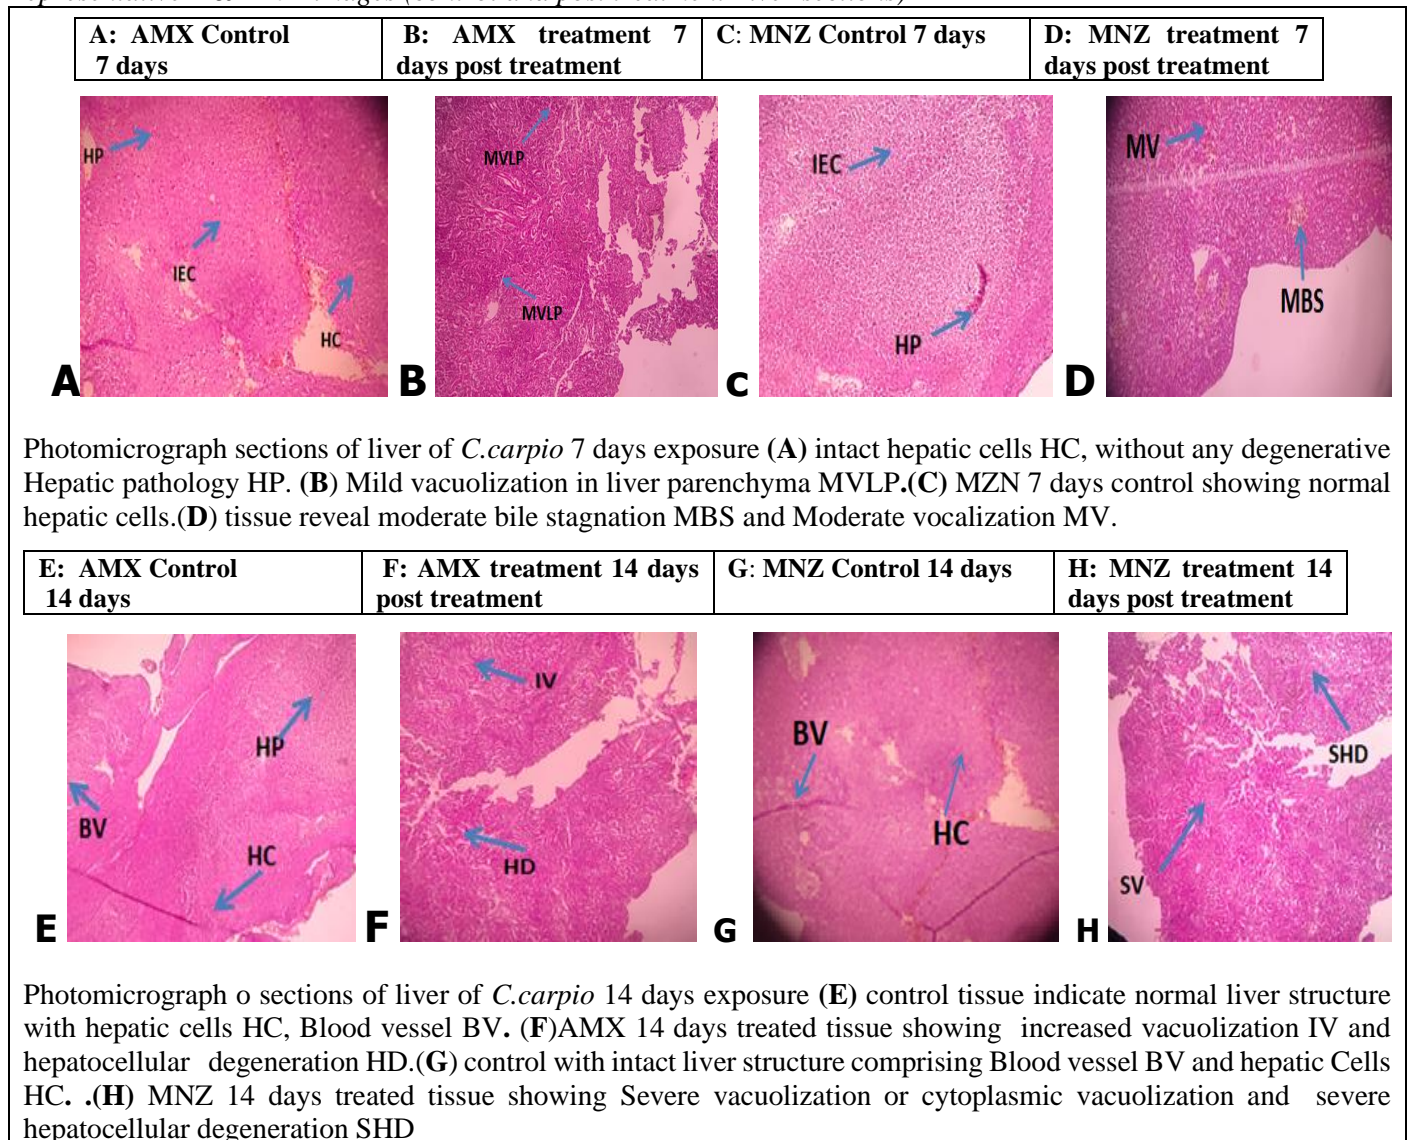 A: AMX Control
7 days
B: AMX treatment 7
days post treatment
C: MNZ Control 7 days
D: MNZ treatment 7
days post treatment
HP
IEC
HC
A
MVLP
MVLP
B
IEC
HP
C
MV
MBS
D
Photomicrograph sections of liver of C.carpio 7 days exposure (A) intact hepatic cells HC, without any degenerative
Hepatic pathology HP. (B) Mild vacuolization in liver parenchyma MVLP.(C) MZN 7 days control showing normal
hepatic cells.(D) tissue reveal moderate bile stagnation MBS and Moderate vocalization MV.
E: AMX Control
14 days
F: AMX treatment 14 days
post treatment
G: MNZ Control 14 days
H: MNZ treatment 14
days post treatment
HP
BV
HC
E
IV
HD
F
BV
HC
G
SHD
SV
H
Photomicrograph o sections of liver of C.carpio 14 days exposure (E) control tissue indicate normal liver structure
with hepatic cells HC, Blood vessel BV. (F)AMX 14 days treated tissue showing increased vacuolization IV and
hepatocellular degeneration HD.(G) control with intact liver structure comprising Blood vessel BV and hepatic Cells
HC. .(H) MNZ 14 days treated tissue showing Severe vacuolization or cytoplasmic vacuolization and severe
hepatocellular degeneration SHD